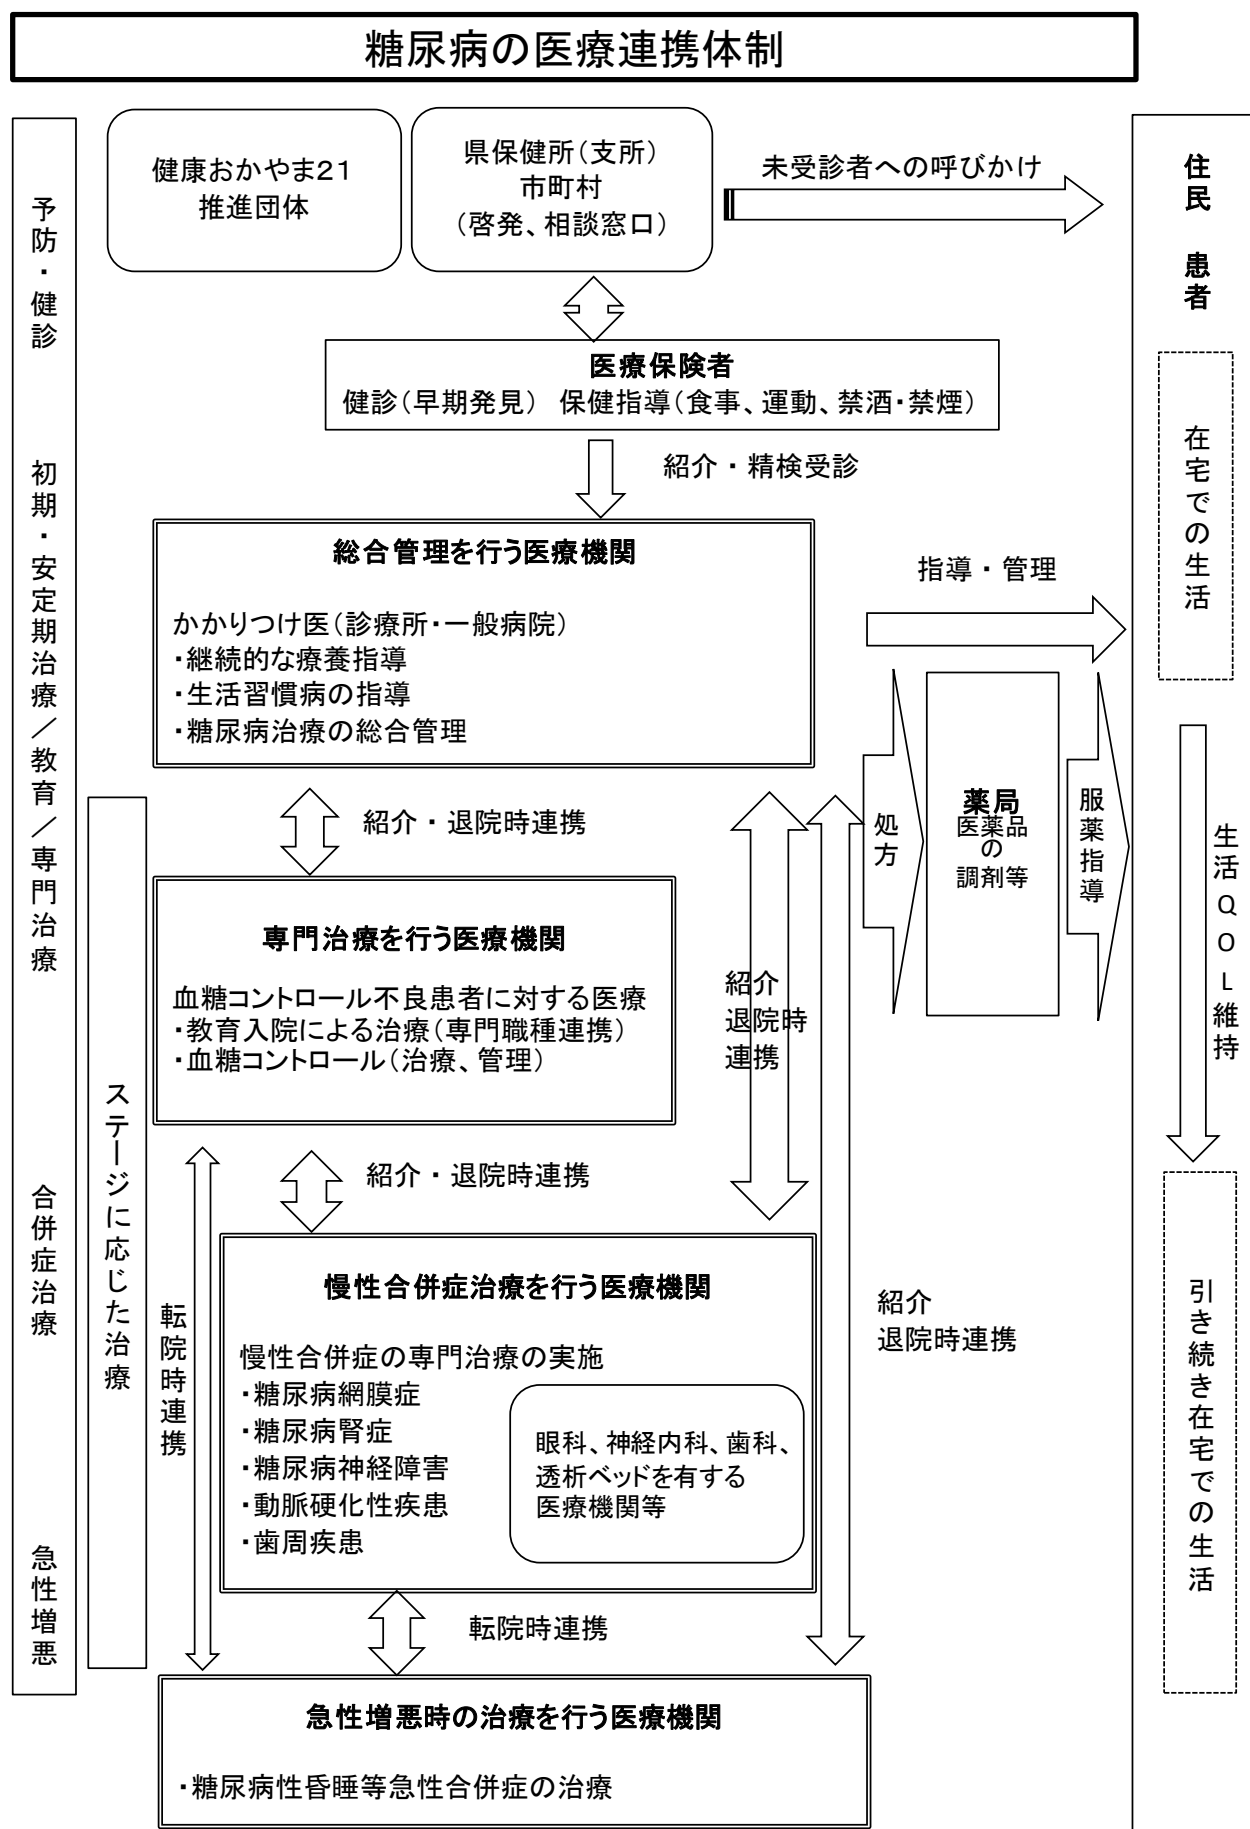 糖尿病の医療連携体制
予防・健診
初期・安定期治療／教育／専門治療
合併症治療
急性増悪
健康おかやま21
推進団体
県保健所（支所）
市町村
（啓発、相談窓口）
未受診者への呼びかけ
住民　患者
医療保険者
健診（早期発見）　保健指導（食事、運動、禁酒・禁煙）
紹介・精検受診
在宅での生活
総合管理を行う医療機関
かかりつけ医（診療所・一般病院）
・継続的な療養指導
・生活習慣病の指導
・糖尿病治療の総合管理
指導・管理
処方
薬局
医薬品
の
調剤等
服薬指導
生活QOL維持
ステージに応じた治療
紹介・退院時連携
専門治療を行う医療機関
血糖コントロール不良患者に対する医療
・教育入院による治療（専門職種連携）
・血糖コントロール（治療、管理）
紹介
退院時
連携
転院時連携
紹介・退院時連携
慢性合併症治療を行う医療機関
慢性合併症の専門治療の実施
・糖尿病網膜症
・糖尿病腎症
・糖尿病神経障害
・動脈硬化性疾患
・歯周疾患
眼科、神経内科、歯科、
透析ベッドを有する
医療機関等
紹介
退院時連携
引き続き在宅での生活
転院時連携
急性増悪時の治療を行う医療機関
・糖尿病性昏睡等急性合併症の治療